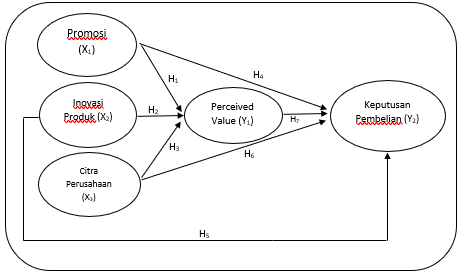 Promosi
(X₁)
H₁
H₄
Inovasi
Produk (X₂)
H₂
Perceived
Value (Y₁)
H₇
Keputusan
Pembelian (Y₂)
H₃
H₆
Citra
Perusahaan
(X₃)
H₅